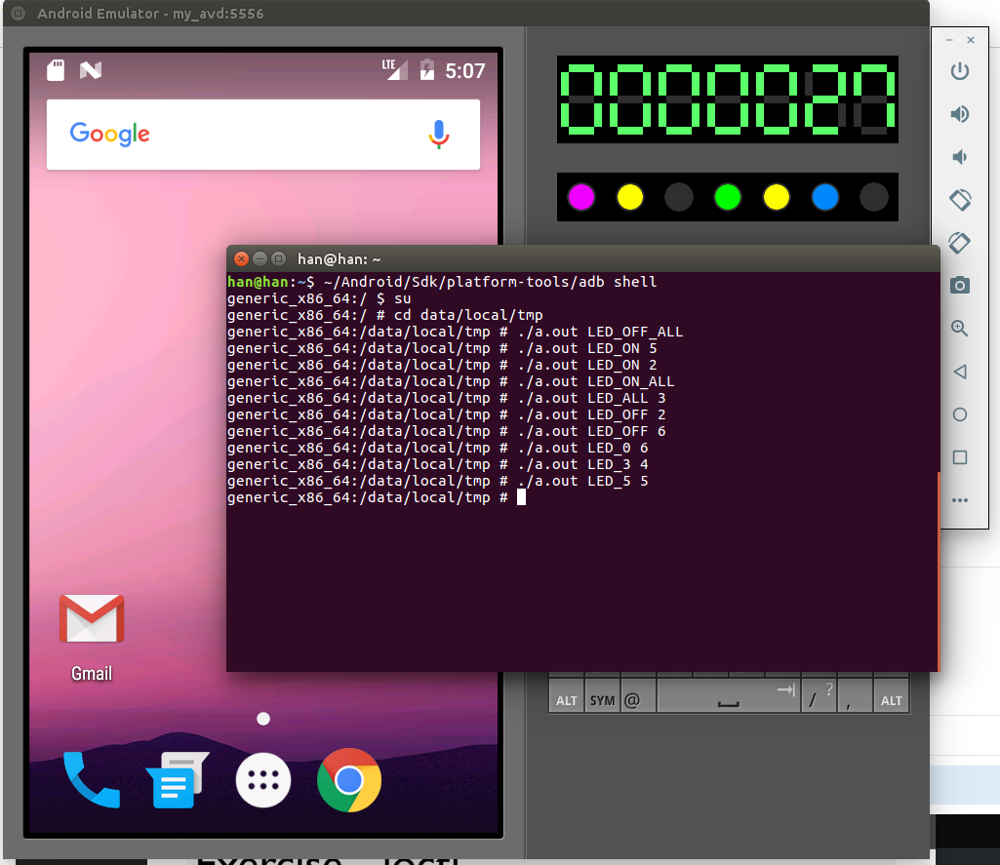 Android Emulator - my_avd:5556
LTE 5:07
Google
0000027
han@han: ~
han@han:~$ ~/Android/Sdk/platform-tools/adb shell
generic_x86_64:/ $ su
generic_x86_64:/ # cd data/local/tmp
generic_x86_64:/data/local/tmp # ./a.out LED_OFF_ALL
generic_x86_64:/data/local/tmp # ./a.out LED_ON 5
generic_x86_64:/data/local/tmp # ./a.out LED_ON 2
generic_x86_64:/data/local/tmp # ./a.out LED_ON_ALL
generic_x86_64:/data/local/tmp # ./a.out LED_ALL 3
generic_x86_64:/data/local/tmp # ./a.out LED_OFF 2
generic_x86_64:/data/local/tmp # ./a.out LED_OFF 6
generic_x86_64:/data/local/tmp # ./a.out LED_0 6
generic_x86_64:/data/local/tmp # ./a.out LED_3 4
generic_x86_64:/data/local/tmp # ./a.out LED_5 5
generic_x86_64:/data/local/tmp #
Gmail
ALT SYM @ / ? , ALT